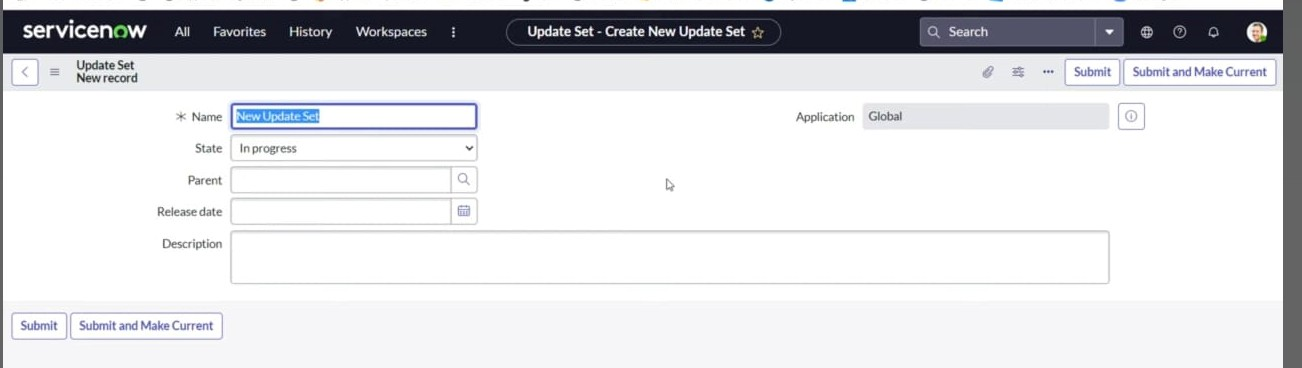 servicenow All Favorites History Workspaces Update Set - Create New Update Set Search
Update Set
New record
Submit Submit and Make Current
Name New Update Set Application Global
State In progress
Parent
Release date
Description
Submit Submit and Make Current